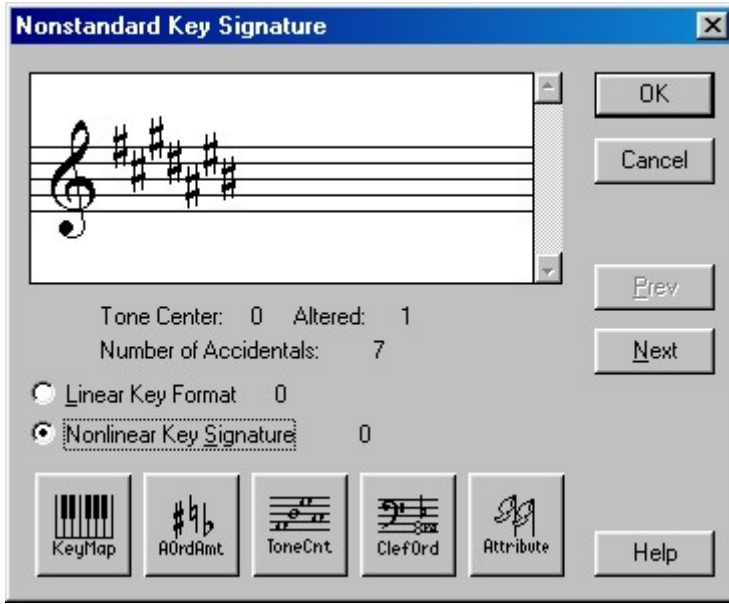 Nonstandard Key Signature
OK
Cancel
Tone Center: 0 Altered: 1
Number of Accidentals: 7
Prev
Next
Linear Key Format 0
Nonlinear Key Signature 0
KeyMap
AOrdAmt
ToneCnt
ClefOrd
Attribute
Help